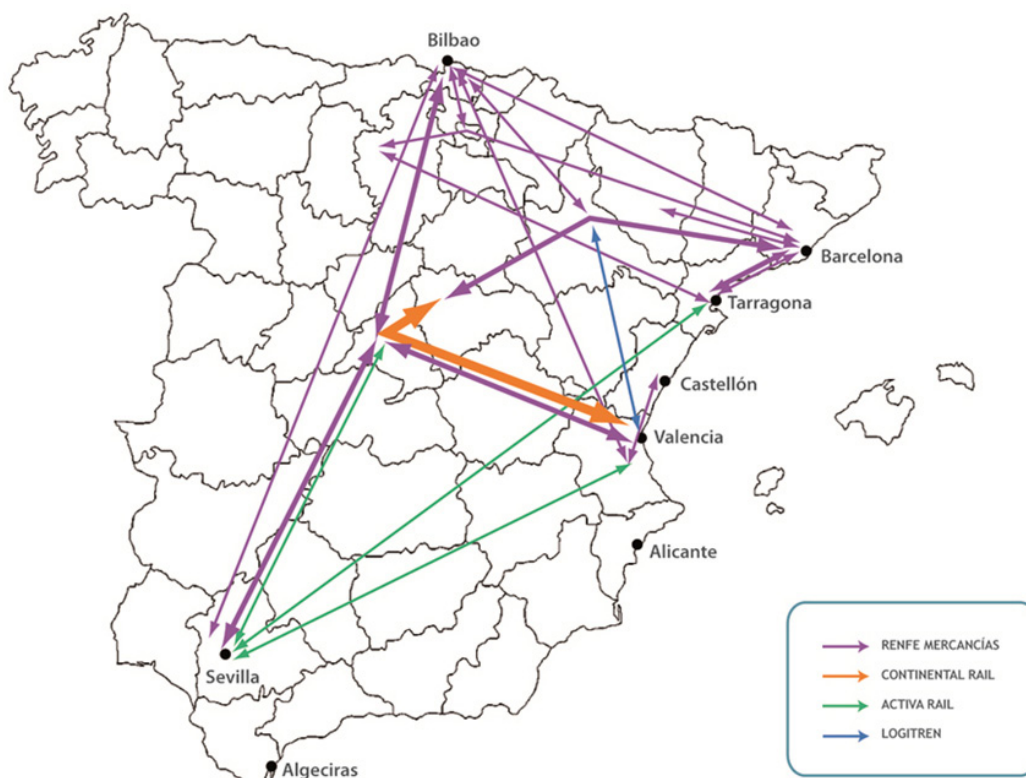 Bilbao
Barcelona
Tarragona
Castellón
Valencia
Alicante
Sevilla
Algeciras
RENFE MERCANCÍAS
CONTINENTAL RAIL
ACTIVA RAIL
LOGITREN